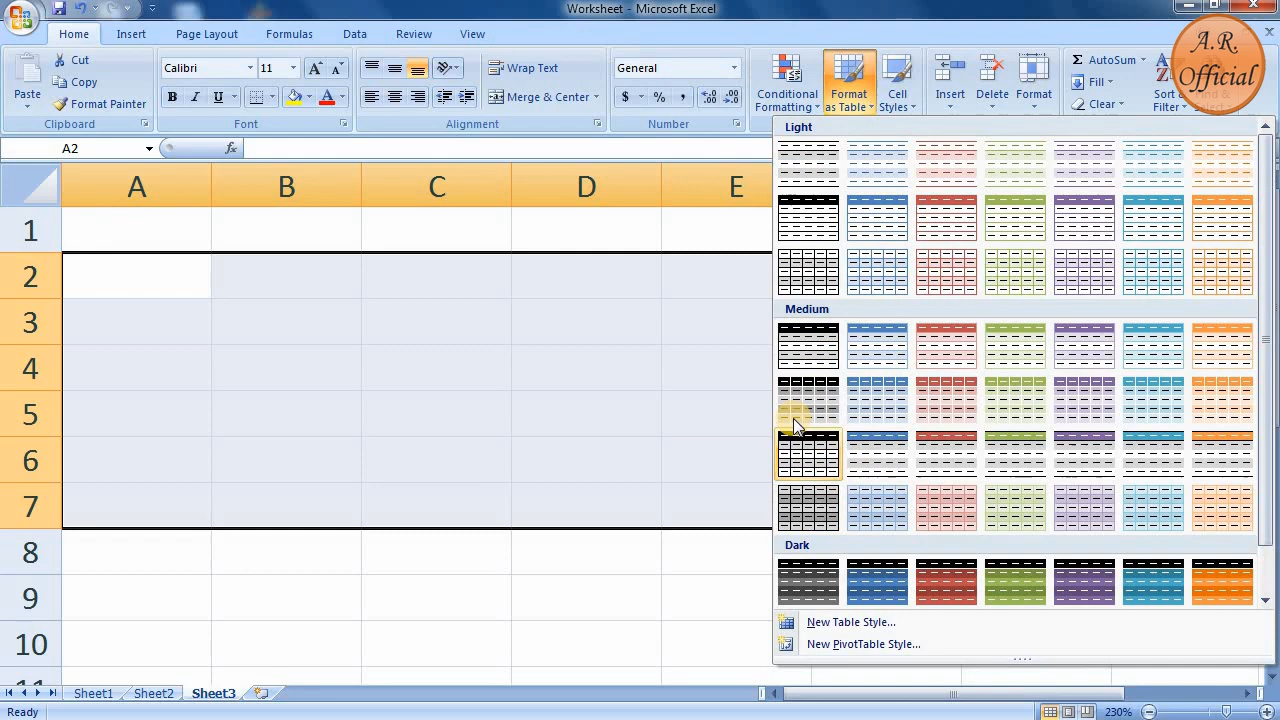 Worksheet - Microsoft Excel
Home Insert Page Layout Formulas Data Review View
A.R.
Official
Cut
Copy
Format Painter
Paste
Clipboard
Calibri 11
B I U
Font
Wrap Text
Merge & Center
Alignment
General
$ % ,
Number
Conditional
Formatting
Format
as Table
Cell
Styles
Insert
Delete
Format
AutoSum
Fill
Clear
Sort &
Filter
A2 fx
A B C D E
1
2
3
4
5
6
7
8
9
10
Light
Medium
Dark
New Table Style...
New PivotTable Style...
Sheet1 Sheet2 Sheet3
Ready 230%